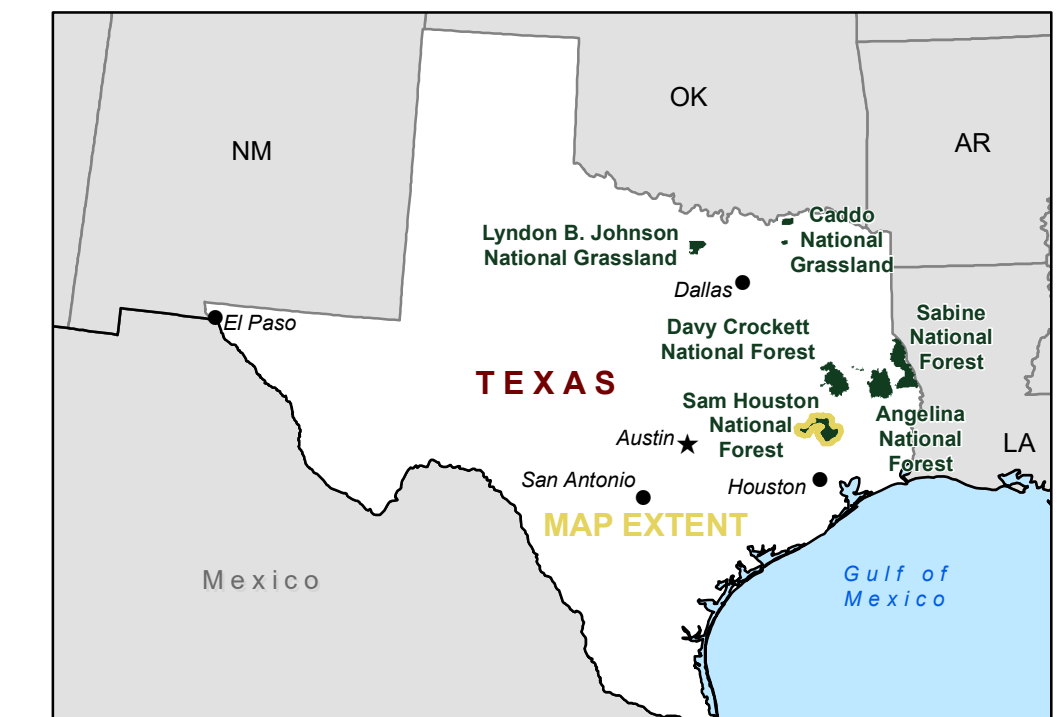 OK
AR
NM
Caddo
National
Grassland
Lyndon B. Johnson
National Grassland
Dallas
El Paso
Sabine
National
Forest
Davy Crockett
National Forest
TEXAS
Sam Houston
National
Forest
Angelina
National
Forest
Austin
LA
San Antonio
Houston
MAP EXTENT
Mexico
Gulf of
Mexico